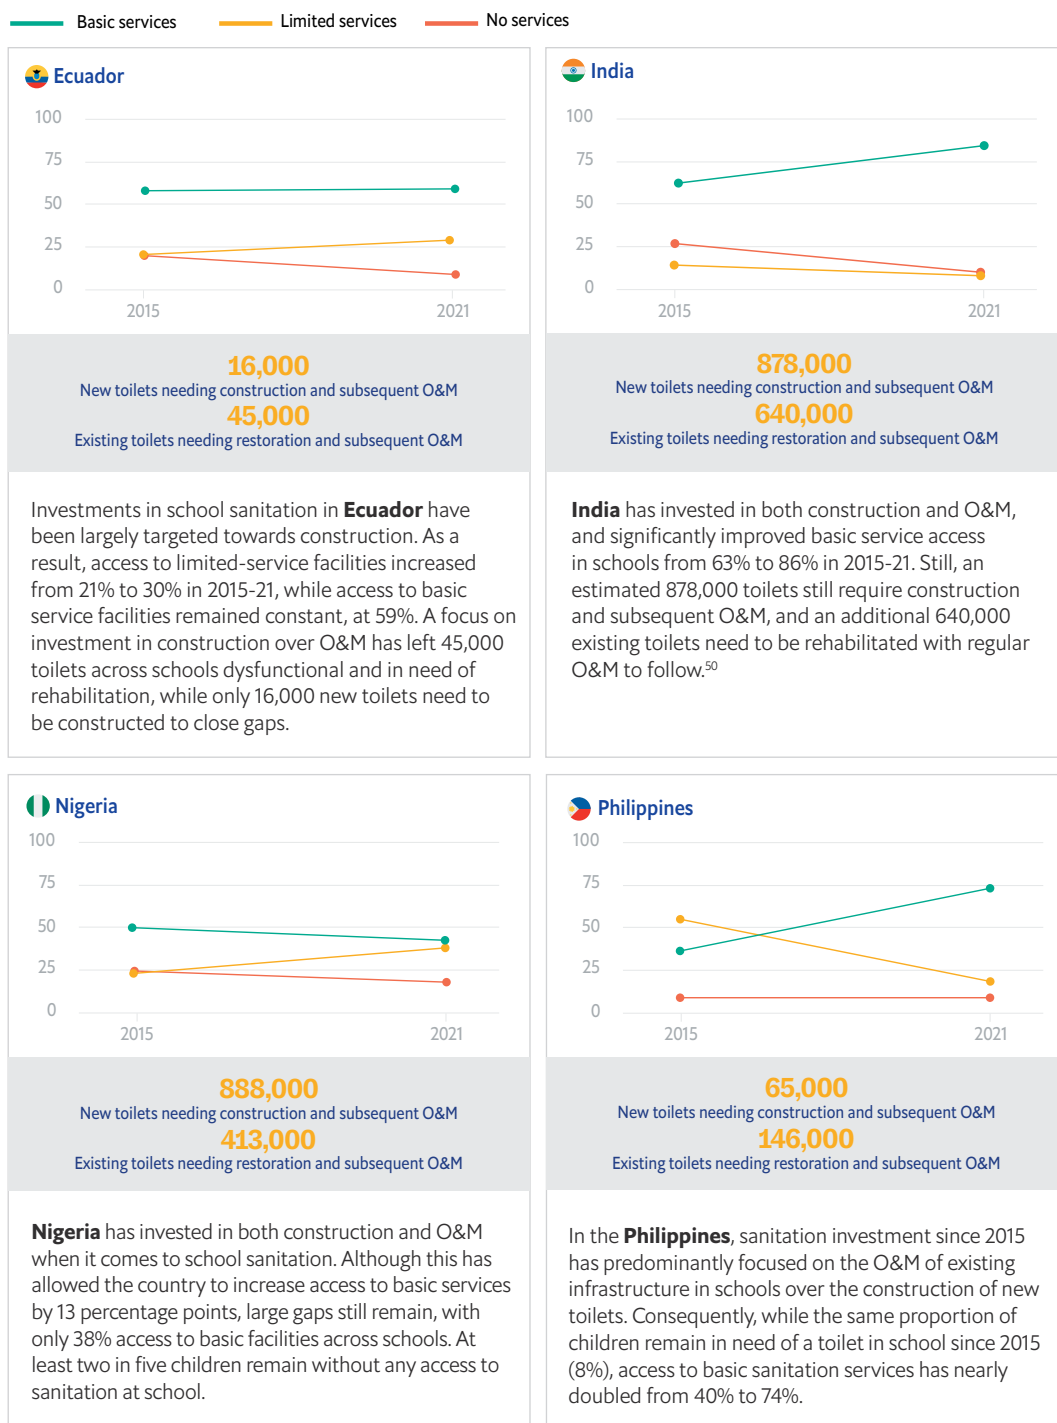 Basic services
Limited services
No services
Ecuador
100
75
50
25
0
2015
2021
16,000
New toilets needing construction and subsequent O&M
45,000
Existing toilets needing restoration and subsequent O&M
Investments in school sanitation in Ecuador have
been largely targeted towards construction. As a
result, access to limited-service facilities increased
from 21% to 30% in 2015-21, while access to basic
service facilities remained constant, at 59%. A focus on
investment in construction over O&M has left 45,000
toilets across schools dysfunctional and in need of
rehabilitation, while only 16,000 new toilets need to
be constructed to close gaps.
India
100
75
50
25
0
2015
2021
878,000
New toilets needing construction and subsequent O&M
640,000
Existing toilets needing restoration and subsequent O&M
India has invested in both construction and O&M,
and significantly improved basic service access
in schools from 63% to 86% in 2015-21. Still, an
estimated 878,000 toilets still require construction
and subsequent O&M, and an additional 640,000
existing toilets need to be rehabilitated with regular
O&M to follow.50
Nigeria
100
75
50
25
0
2015
2021
888,000
New toilets needing construction and subsequent O&M
413,000
Existing toilets needing restoration and subsequent O&M
Nigeria has invested in both construction and O&M
when it comes to school sanitation. Although this has
allowed the country to increase access to basic services
by 13 percentage points, large gaps still remain, with
only 38% access to basic facilities across schools. At
least two in five children remain without any access to
sanitation at school.
Philippines
100
75
50
25
0
2015
2021
65,000
New toilets needing construction and subsequent O&M
146,000
Existing toilets needing restoration and subsequent O&M
In the Philippines, sanitation investment since 2015
has predominantly focused on the O&M of existing
infrastructure in schools over the construction of new
toilets. Consequently, while the same proportion of
children remain in need of a toilet in school since 2015
(8%), access to basic sanitation services has nearly
doubled from 40% to 74%.